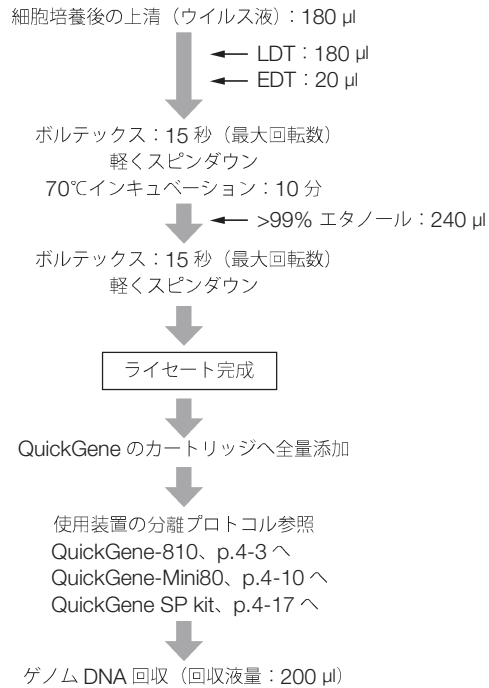 細胞培養後の上清（ウイルス液）：180 μl
LDT：180 μl
EDT：20 μl
ボルテックス：15 秒（最大回転数）
軽くスピンダウン
70℃インキュベーション：10 分
>99% エタノール：240 μl
ボルテックス：15 秒（最大回転数）
軽くスピンダウン
ライセート完成
QuickGene のカートリッジへ全量添加
使用装置の分離プロトコル参照
QuickGene-810、p.4-3 へ
QuickGene-Mini80、p.4-10 へ
QuickGene SP kit、p.4-17 へ
ゲノム DNA 回収（回収液量：200 μl）